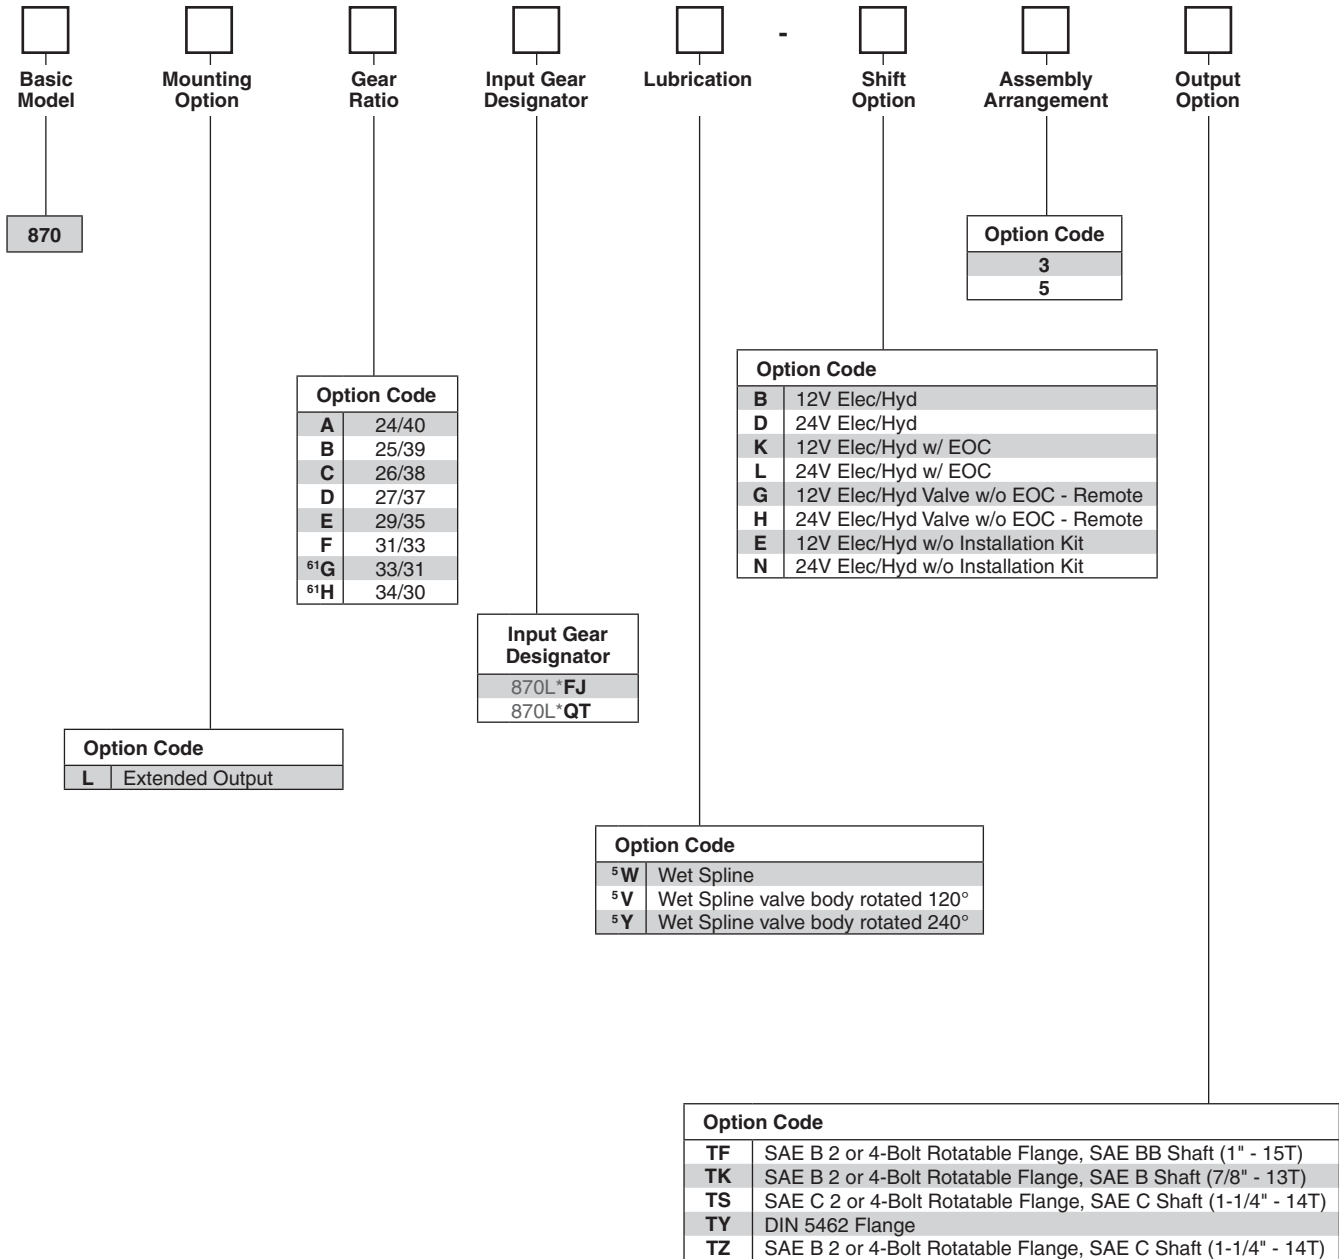 -
Basic Model
Mounting Option
Gear Ratio
Input Gear Designator
Lubrication
Shift Option
Assembly Arrangement
Output Option
870
Option Code
3
5
Option Code
B 12V Elec/Hyd
D 24V Elec/Hyd
K 12V Elec/Hyd w/ EOC
L 24V Elec/Hyd w/ EOC
G 12V Elec/Hyd Valve w/o EOC - Remote
H 24V Elec/Hyd Valve w/o EOC - Remote
E 12V Elec/Hyd w/o Installation Kit
N 24V Elec/Hyd w/o Installation Kit
Option Code
A 24/40
B 25/39
C 26/38
D 27/37
E 29/35
F 31/33
61G 33/31
61H 34/30
Input Gear
Designator
870L*FJ
870L*QT
Option Code
L Extended Output
Option Code
5W Wet Spline
5V Wet Spline valve body rotated 120°
5Y Wet Spline valve body rotated 240°
Option Code
TF SAE B 2 or 4-Bolt Rotatable Flange, SAE BB Shaft (1" - 15T)
TK SAE B 2 or 4-Bolt Rotatable Flange, SAE B Shaft (7/8" - 13T)
TS SAE C 2 or 4-Bolt Rotatable Flange, SAE C Shaft (1-1/4" - 14T)
TY DIN 5462 Flange
TZ SAE B 2 or 4-Bolt Rotatable Flange, SAE C Shaft (1-1/4" - 14T)